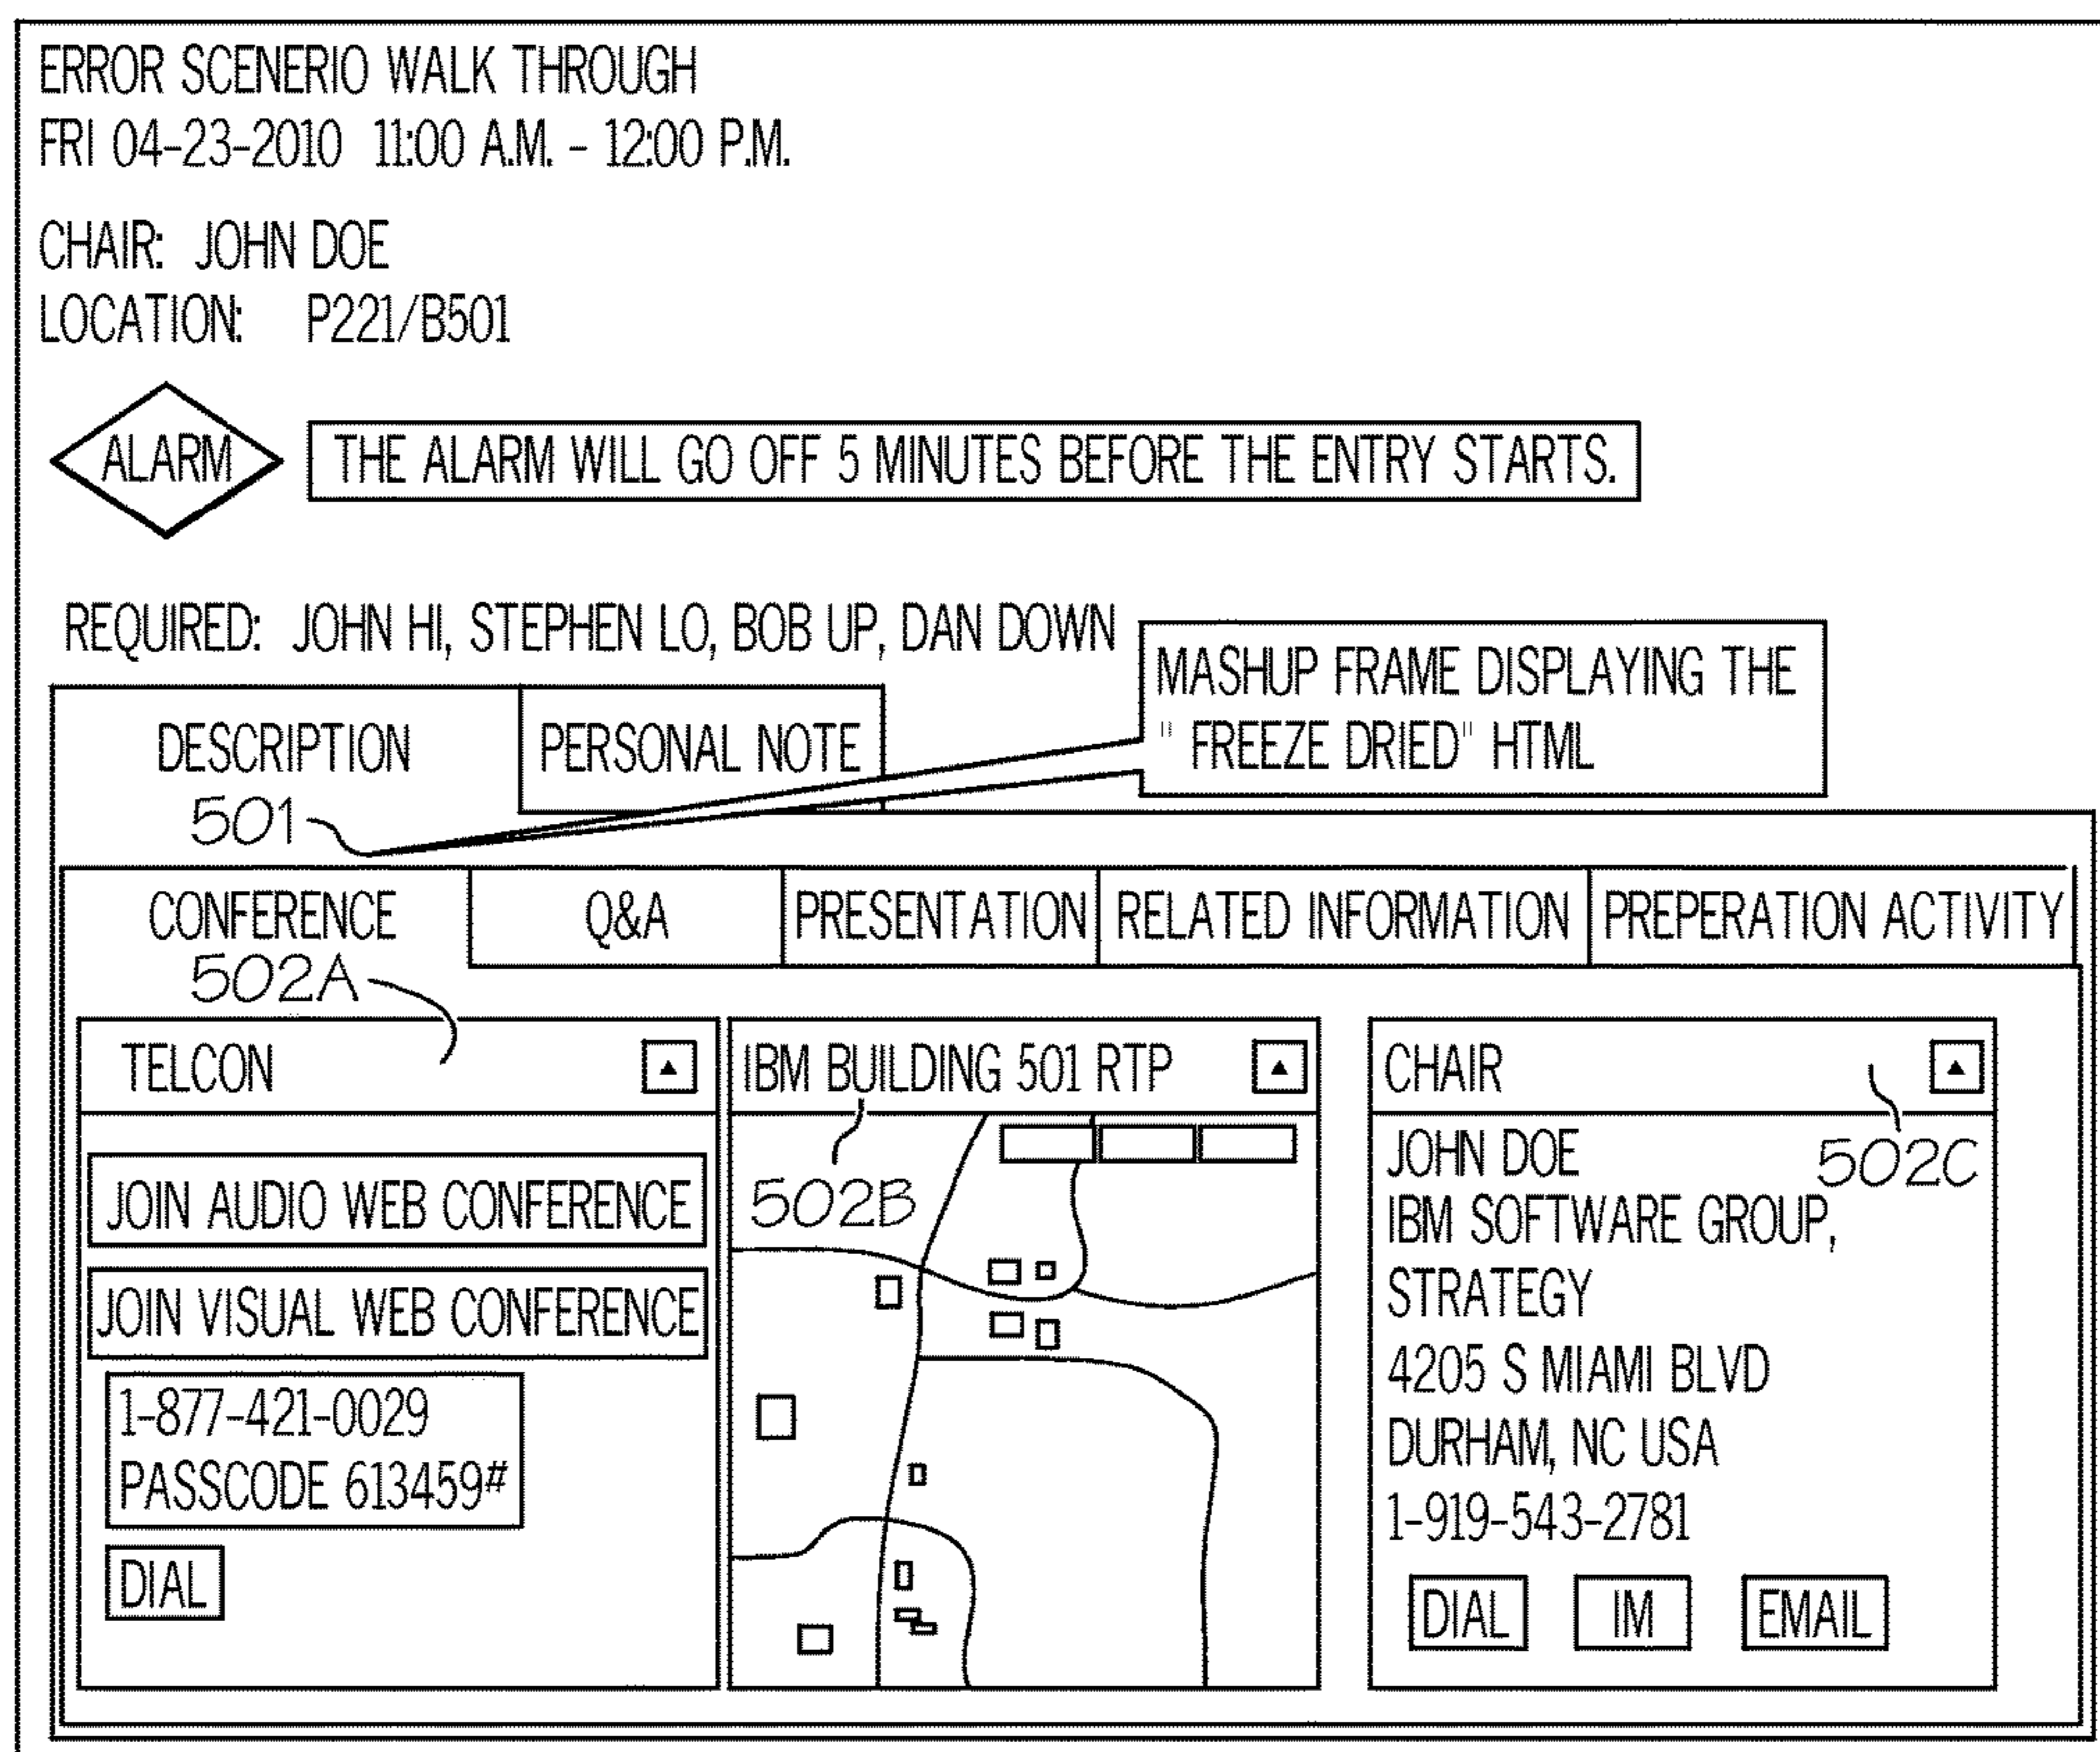 ERROR SCENERIO WALK THROUGH
FRI 04-23-2010 11:00 A.M. - 12:00 P.M.
CHAIR: JOHN DOE
LOCATION: P221/B501
ALARM
THE ALARM WILL GO OFF 5 MINUTES BEFORE THE ENTRY STARTS.
REQUIRED: JOHN HI, STEPHEN LO, BOB UP, DAN DOWN
MASHUP FRAME DISPLAYING THE
" FREEZE DRIED" HTML
DESCRIPTION
PERSONAL NOTE
501
CONFERENCE
Q&A
PRESENTATION
RELATED INFORMATION
PREPERATION ACTIVITY
502A
TELCON
JOIN AUDIO WEB CONFERENCE
JOIN VISUAL WEB CONFERENCE
1-877-421-0029
PASSCODE 613459#
DIAL
IBM BUILDING 501 RTP
502B
CHAIR
502C
JOHN DOE
IBM SOFTWARE GROUP,
STRATEGY
4205 S MIAMI BLVD
DURHAM, NC USA
1-919-543-2781
DIAL
IM
EMAIL